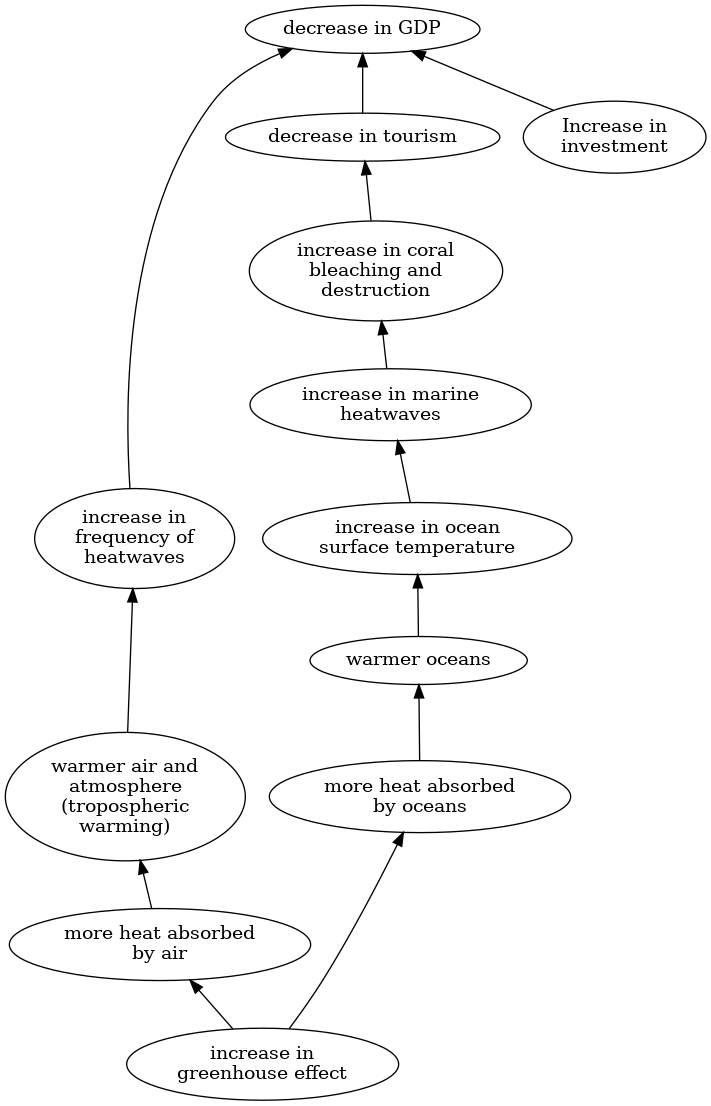 decrease in GDP
decrease in tourism
Increase in
investment
increase in coral
bleaching and
destruction
increase in marine
heatwaves
increase in
frequency of
heatwaves
increase in ocean
surface temperature
warmer oceans
warmer air and
atmosphere
(tropospheric
warming)
more heat absorbed
by oceans
more heat absorbed
by air
increase in
greenhouse effect